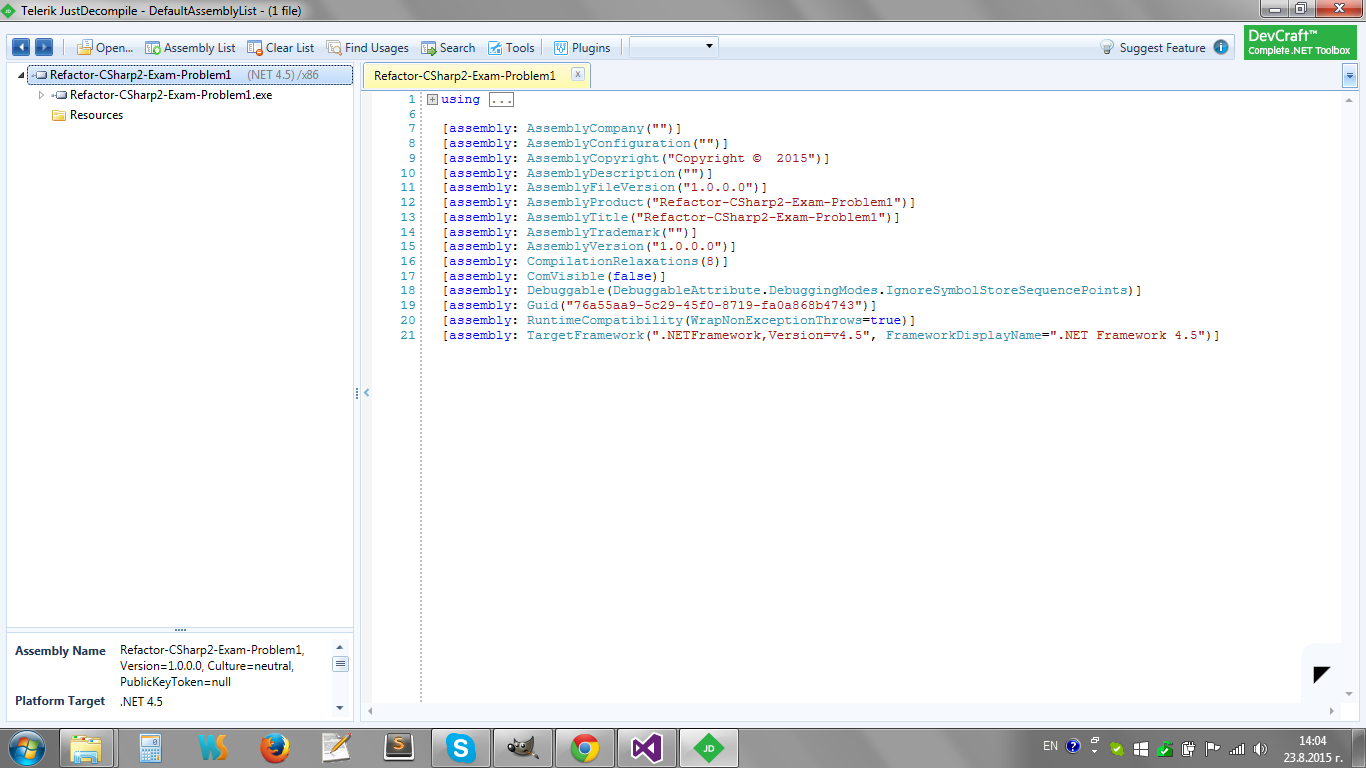 Telerik JustDecompile - DefaultAssemblyList - (1 file)
Open... Assembly List Clear List Find Usages Search Tools Plugins Suggest Feature
DevCraft™
Complete .NET Toolbox
Refactor-CSharp2-Exam-Problem1 (NET 4.5) /x86
Refactor-CSharp2-Exam-Problem1.exe
Resources
Refactor-CSharp2-Exam-Problem1
1 using ...
6
7 [assembly: AssemblyCompany("")]
8 [assembly: AssemblyConfiguration("")]
9 [assembly: AssemblyCopyright("Copyright ©  2015")]
10 [assembly: AssemblyDescription("")]
11 [assembly: AssemblyFileVersion("1.0.0.0")]
12 [assembly: AssemblyProduct("Refactor-CSharp2-Exam-Problem1")]
13 [assembly: AssemblyTitle("Refactor-CSharp2-Exam-Problem1")]
14 [assembly: AssemblyTrademark("")]
15 [assembly: AssemblyVersion("1.0.0.0")]
16 [assembly: CompilationRelaxations(8)]
17 [assembly: ComVisible(false)]
18 [assembly: Debuggable(DebuggableAttribute.DebuggingModes.IgnoreSymbolStoreSequencePoints)]
19 [assembly: Guid("76a55aa9-5c29-45f0-8719-fa0a868b4743")]
20 [assembly: RuntimeCompatibility(WrapNonExceptionThrows=true)]
21 [assembly: TargetFramework(".NETFramework,Version=v4.5", FrameworkDisplayName=".NET Framework 4.5")]
Assembly Name Refactor-CSharp2-Exam-Problem1,
Version=1.0.0.0, Culture=neutral,
PublicKeyToken=null
Platform Target .NET 4.5
JD
EN
14:04
23.8.2015 г.